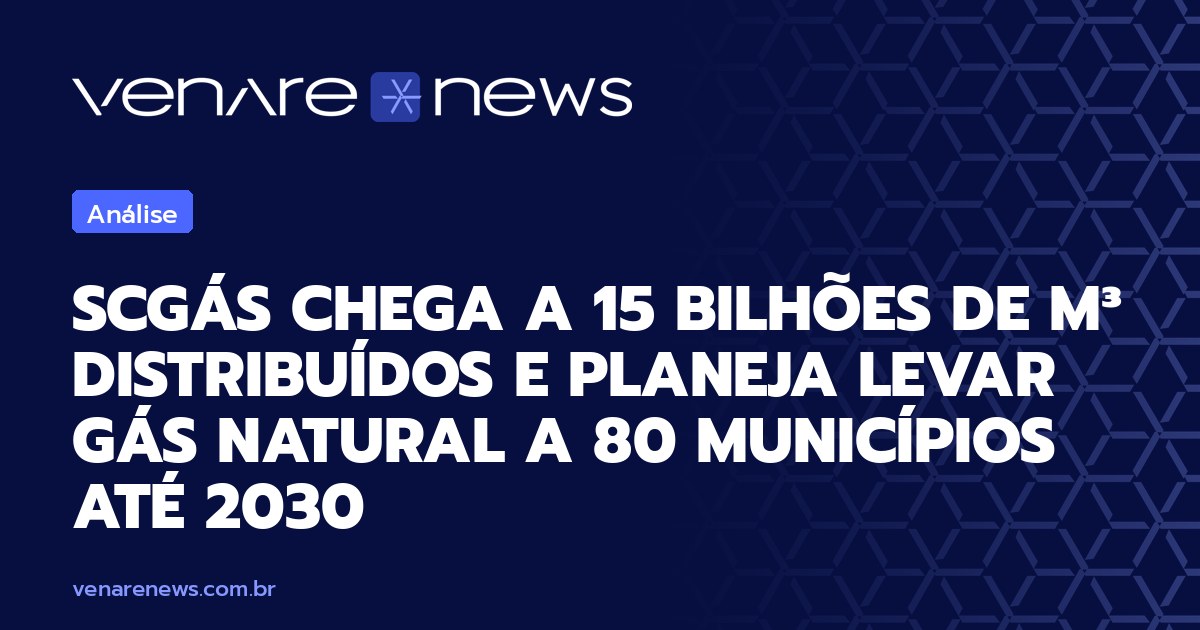 venare news
Análise
SCGÁS CHEGA A 15 BILHÕES DE M³
DISTRIBUÍDOS E PLANEJA LEVAR
GÁS NATURAL A 80 MUNICÍPIOS
ATÉ 2030
venarenews.com.br